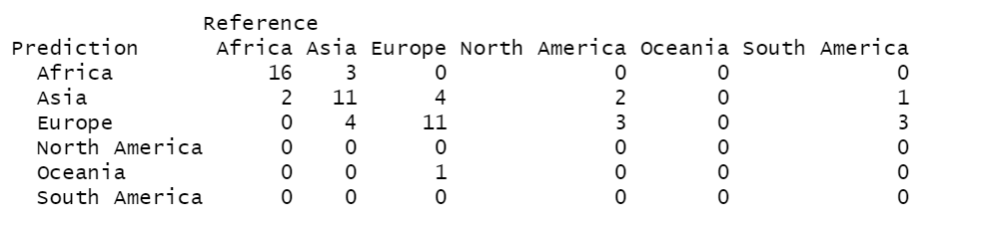 Reference
Prediction Africa Asia Europe North America Oceania South America
Africa 16 3 0 0 0 0
Asia 2 11 4 2 0 1
Europe 0 4 11 3 0 3
North America 0 0 0 0 0 0
Oceania 0 0 1 0 0 0
South America 0 0 0 0 0 0